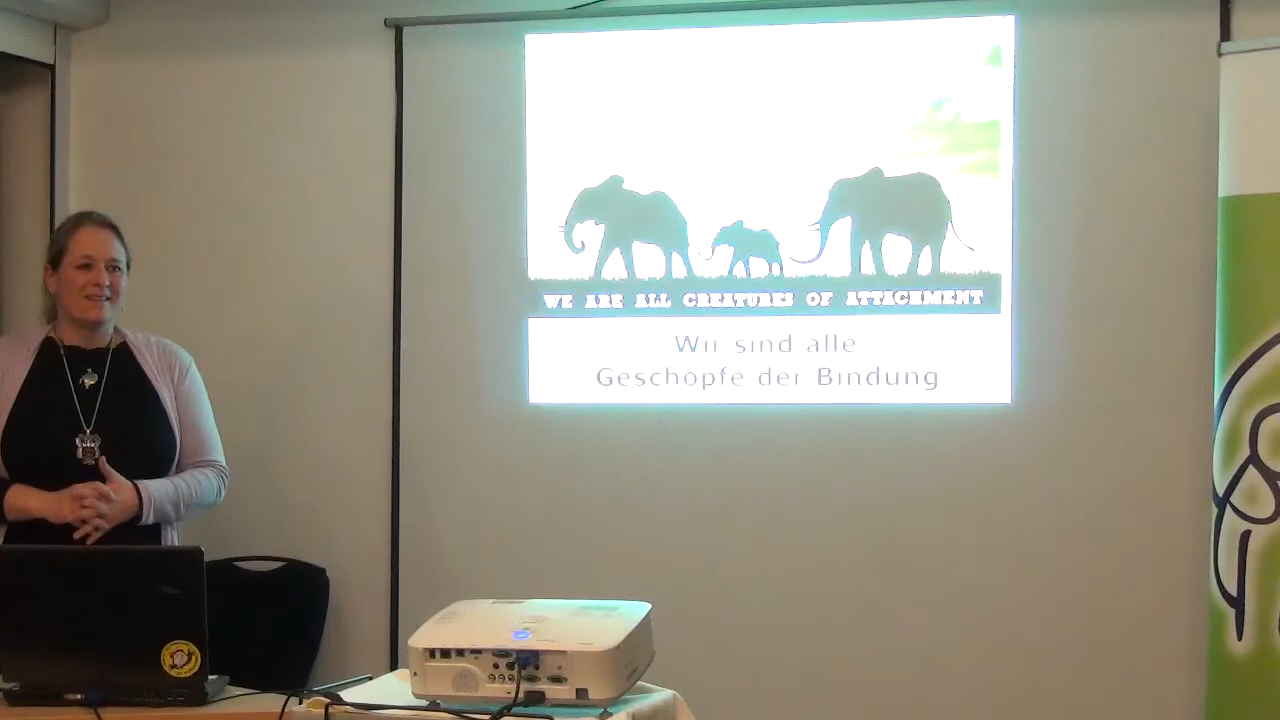 WE ARE ALL CREATURES OF ATTACHMENT
Wir sind alle
Geschöpfe der Bindung